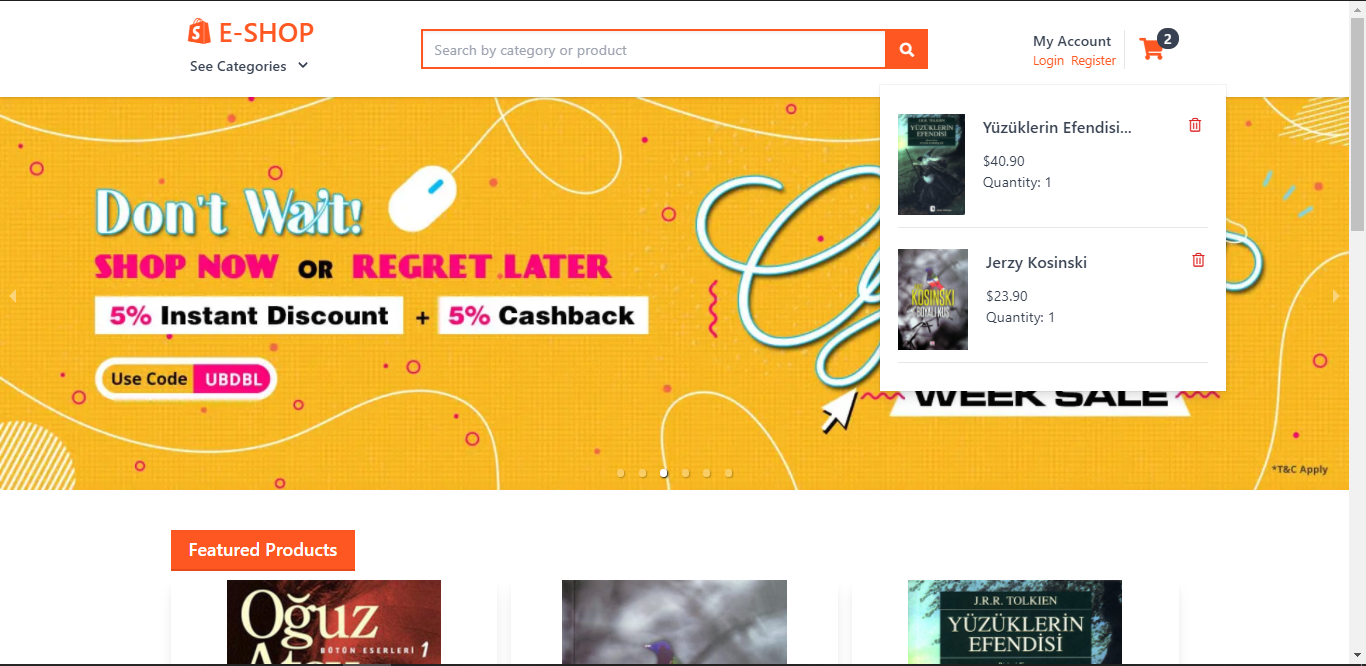 E-SHOP
See Categories
Search by category or product
My Account
Login Register
2
Yüzüklerin Efendisi...
$40.90
Quantity: 1
J.R.R. TOLKIEN
YÜZÜKLERİN
EFENDİSİ
Jerzy Kosinski
$23.90
Quantity: 1
KOSINSKI
BOYALI KUŞ
Don't Wait!
SHOP NOW OR REGRET LATER
5% Instant Discount + 5% Cashback
Use Code UBDBL
WEEK SALE
*T&C Apply
Featured Products
Oğuz
Atay
BÜTÜN ESERLERİ 1
J.R.R. TOLKIEN
YÜZÜKLERİN
EFENDİSİ